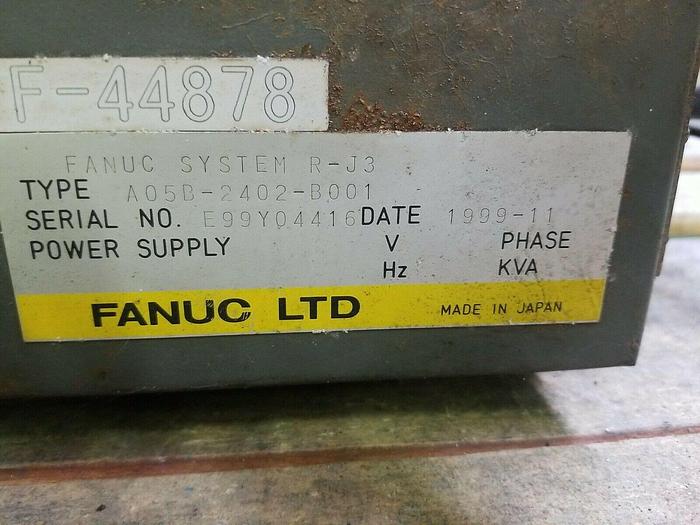 F-44878
FANUC SYSTEM R-J3
TYPE A05B-2402-B001
SERIAL NO. E99Y04416 DATE 1999-11
POWER SUPPLY V PHASE
Hz KVA
FANUC LTD MADE IN JAPAN